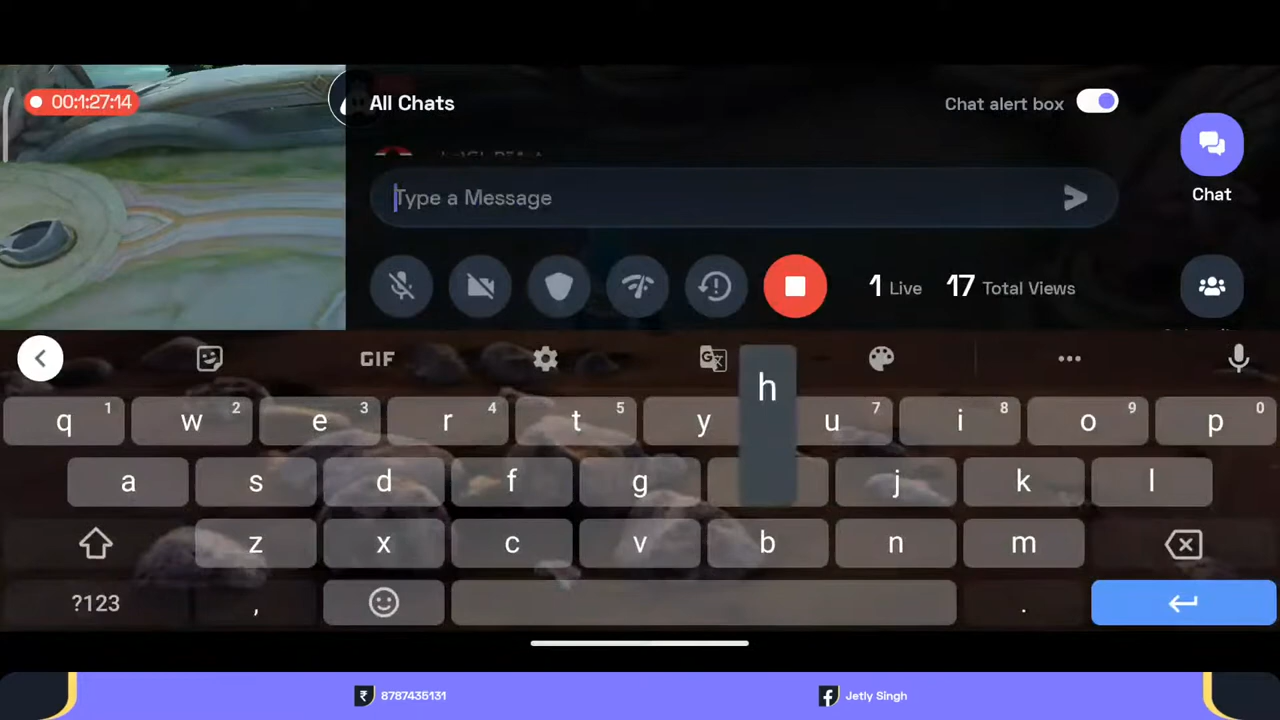 00:1:27:14
All Chats
Chat alert box
Type a Message
Chat
1 Live 17 Total Views
GIF
h
q 1 w 2 e 3 r 4 t 5 y u 7 i 8 o 9 p 0
a s d f g j k l
z x c v b n m
?123 , .
₹ 8787435131
Jetly Singh